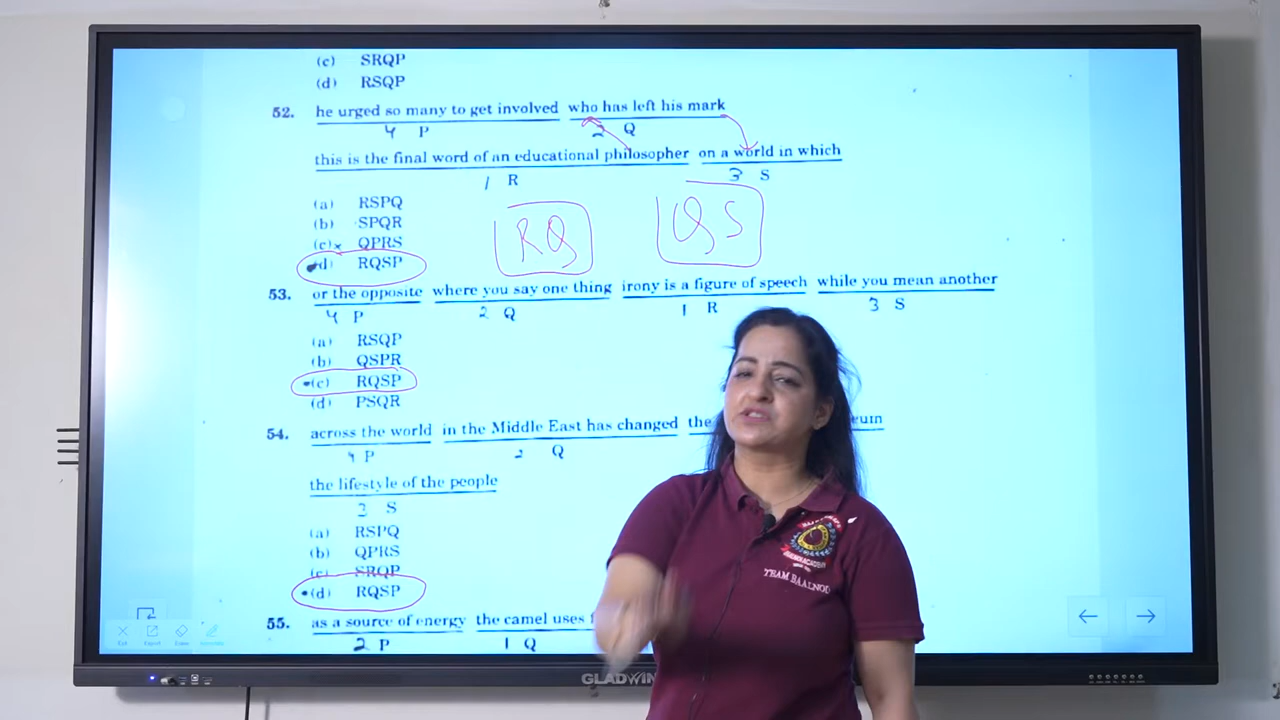 (c) SRQP
(d) RSQP
52. he urged so many to get involved who has left his mark
4 P 2 Q
this is the final word of an educational philosopher on a world in which
1 R 3 S
(a) RSPQ
(b) SPQR
(c) x QPRS
(d) RQSP
RQ QS
53. or the opposite where you say one thing irony is a figure of speech while you mean another
4 P 2 Q 1 R 3 S
(a) RSQP
(b) QSPR
(c) RQSP
(d) PSQR
54. across the world in the Middle East has changed the
4 P 2 Q
the lifestyle of the people
3 S
(a) RSPQ
(b) QPRS
(c) SRQP
(d) RQSP
55. as a source of energy the camel uses
2 P 1 Q
GLADWIN
TEAM BAALNOI